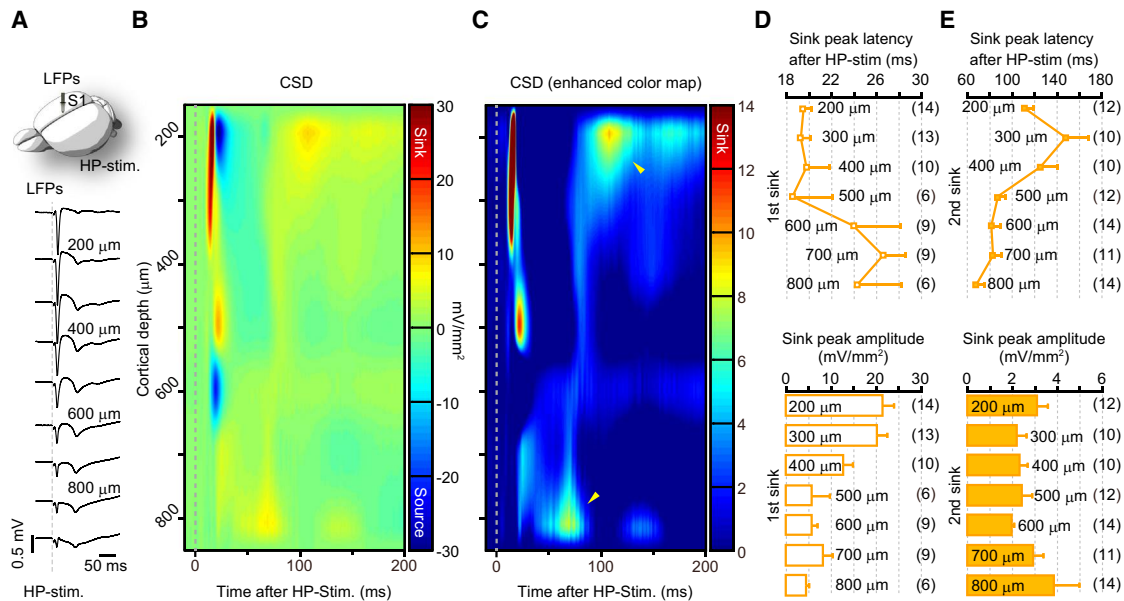 A
LFPs
S1
HP-stim.
LFPs
200 µm
400 µm
600 µm
800 µm
0.5 mV
50 ms
HP-stim.
B
CSD
Cortical depth (µm)
200
400
600
800
0
100
200
Time after HP-Stim. (ms)
30
20
10
0
-10
-20
-30
Sink
Source
mV/mm²
C
CSD (enhanced color map)
0
100
200
Time after HP-Stim. (ms)
14
12
10
8
6
4
2
0
Sink
D
Sink peak latency
after HP-stim (ms)
18 22 26 30
1st sink
200 µm (14)
300 µm (13)
400 µm (10)
500 µm (6)
600 µm (9)
700 µm (9)
800 µm (6)
Sink peak amplitude
(mV/mm²)
0 10 20 30
1st sink
200 µm (14)
300 µm (13)
400 µm (10)
500 µm (6)
600 µm (9)
700 µm (9)
800 µm (6)
E
Sink peak latency
after HP-stim (ms)
60 100 140 180
2nd sink
200 µm (12)
300 µm (10)
400 µm (10)
500 µm (12)
600 µm (14)
700 µm (11)
800 µm (14)
Sink peak amplitude
(mV/mm²)
0 2 4 6
2nd sink
200 µm (12)
300 µm (10)
400 µm (10)
500 µm (12)
600 µm (14)
700 µm (11)
800 µm (14)